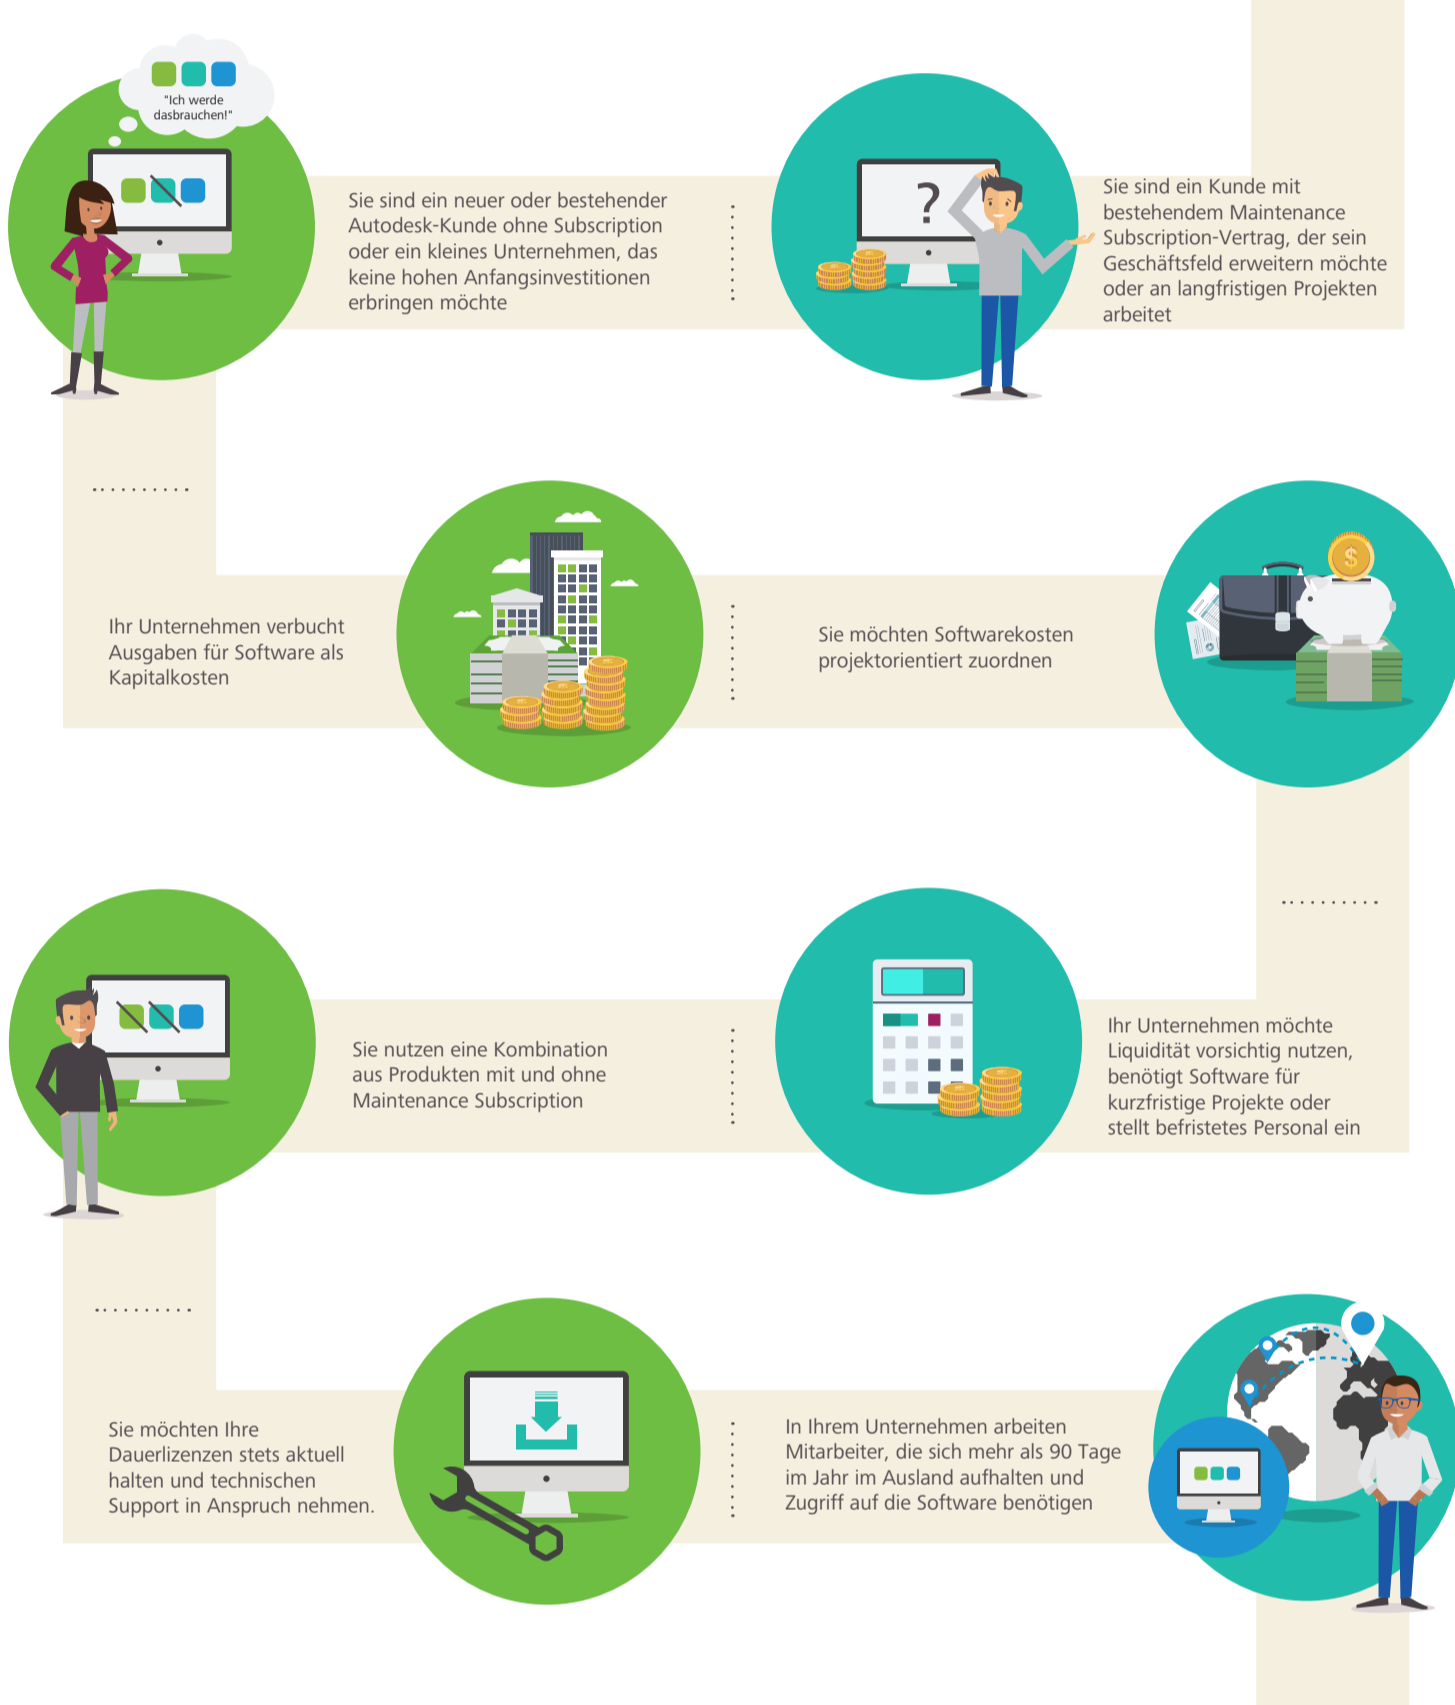 "Ich werde
dasbrauchen!"
Sie sind ein neuer oder bestehender
Autodesk-Kunde ohne Subscription
oder ein kleines Unternehmen, das
keine hohen Anfangsinvestitionen
erbringen möchte
?
Sie sind ein Kunde mit
bestehendem Maintenance
Subscription-Vertrag, der sein
Geschäftsfeld erweitern möchte
oder an langfristigen Projekten
arbeitet
Ihr Unternehmen verbucht
Ausgaben für Software als
Kapitalkosten
Sie möchten Softwarekosten
projektorientiert zuordnen
$
Sie nutzen eine Kombination
aus Produkten mit und ohne
Maintenance Subscription
Ihr Unternehmen möchte
Liquidität vorsichtig nutzen,
benötigt Software für
kurzfristige Projekte oder
stellt befristetes Personal ein
Sie möchten Ihre
Dauerlizenzen stets aktuell
halten und technischen
Support in Anspruch nehmen.
In Ihrem Unternehmen arbeiten
Mitarbeiter, die sich mehr als 90 Tage
im Jahr im Ausland aufhalten und
Zugriff auf die Software benötigen